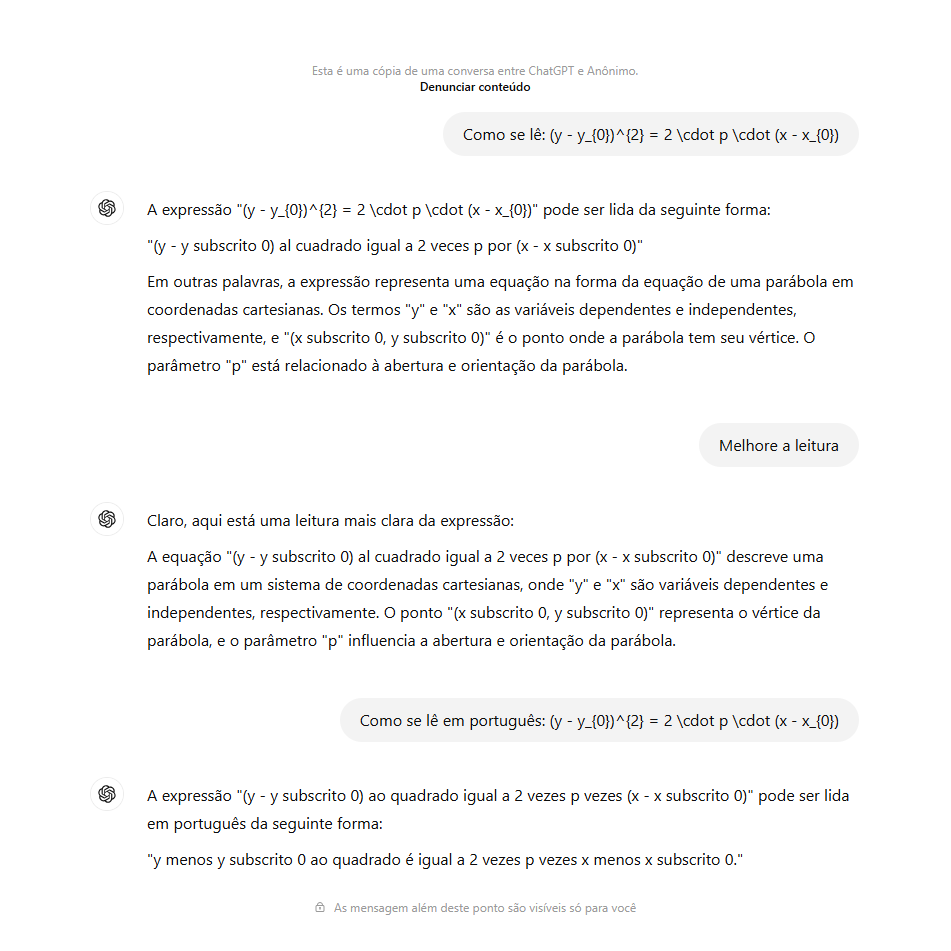 Esta é uma cópia de uma conversa entre ChatGPT e Anônimo.
Denunciar conteúdo
Como se lê: (y - y_{0})^{2} = 2 \cdot p \cdot (x - x_{0})
A expressão "(y - y_{0})^{2} = 2 \cdot p \cdot (x - x_{0})" pode ser lida da seguinte forma:
"(y - y subscrito 0) al cuadrado igual a 2 veces p por (x - x subscrito 0)"
Em outras palavras, a expressão representa uma equação na forma da equação de uma parábola em
coordenadas cartesianas. Os termos "y" e "x" são as variáveis dependentes e independentes,
respectivamente, e "(x subscrito 0, y subscrito 0)" é o ponto onde a parábola tem seu vértice. O
parâmetro "p" está relacionado à abertura e orientação da parábola.
Melhore a leitura
Claro, aqui está uma leitura mais clara da expressão:
A equação "(y - y subscrito 0) al cuadrado igual a 2 veces p por (x - x subscrito 0)" descreve uma
parábola em um sistema de coordenadas cartesianas, onde "y" e "x" são variáveis dependentes e
independentes, respectivamente. O ponto "(x subscrito 0, y subscrito 0)" representa o vértice da
parábola, e o parâmetro "p" influencia a abertura e orientação da parábola.
Como se lê em português: (y - y_{0})^{2} = 2 \cdot p \cdot (x - x_{0})
A expressão "(y - y subscrito 0) ao quadrado igual a 2 vezes p vezes (x - x subscrito 0)" pode ser lida
em português da seguinte forma:
"y menos y subscrito 0 ao quadrado é igual a 2 vezes p vezes x menos x subscrito 0."
As mensagem além deste ponto são visíveis só para você